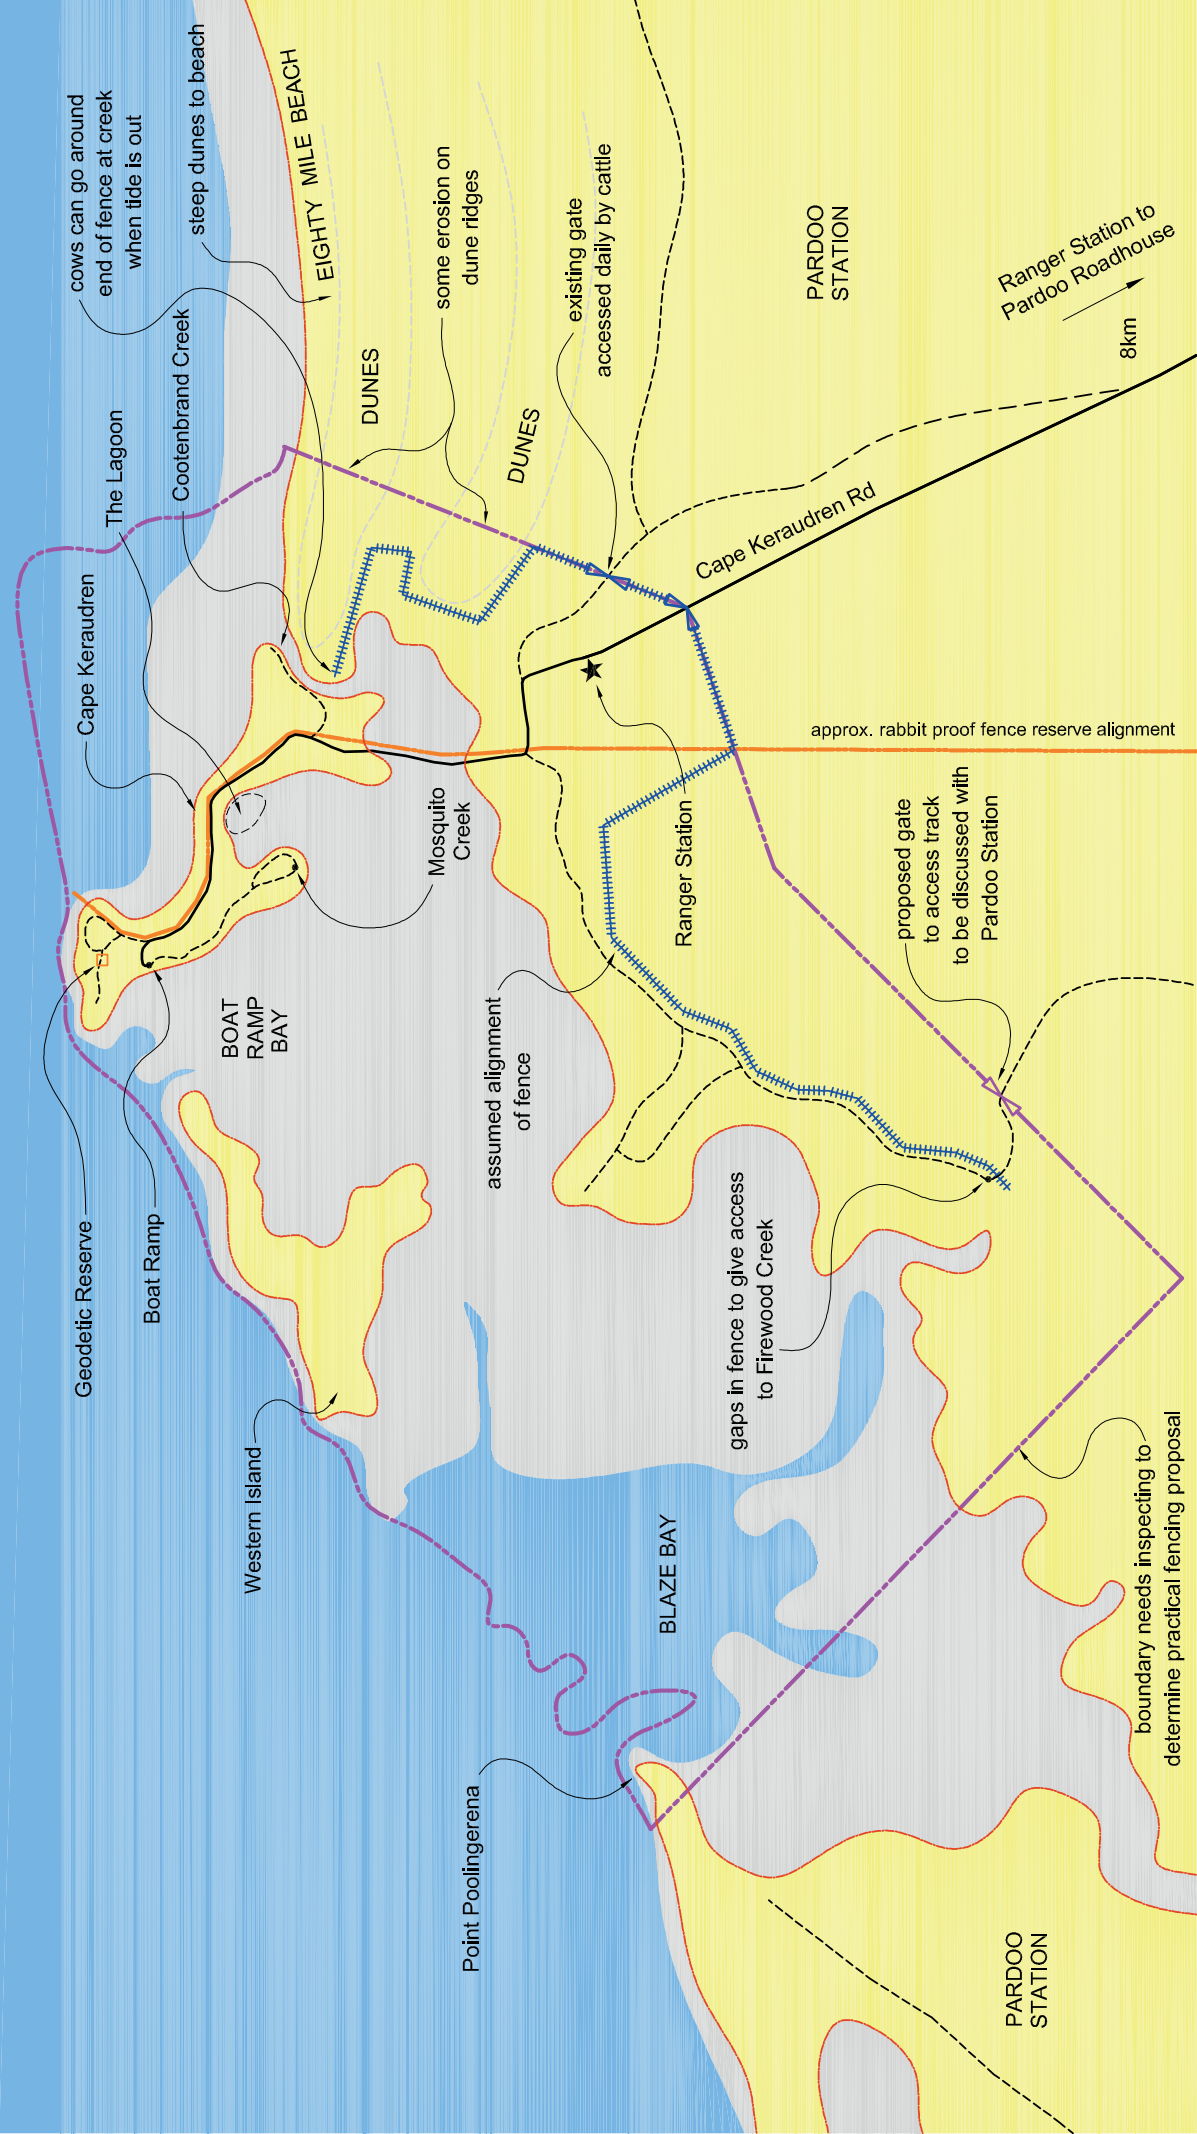 cows can go around
end of fence at creek
when tide is out
steep dunes to beach
Cootenbrand Creek
The Lagoon
Cape Keraudren
EIGHTY MILE BEACH
some erosion on
dune ridges
existing gate
accessed daily by cattle
DUNES
DUNES
PARDOO
STATION
Ranger Station to
Pardoo Roadhouse
8km
Cape Keraudren Rd
approx. rabbit proof fence reserve alignment
Mosquito
Creek
Ranger Station
proposed gate
to access track
to be discussed with
Pardoo Station
BOAT
RAMP
BAY
assumed alignment
of fence
Geodetic Reserve
Boat Ramp
gaps in fence to give access
to Firewood Creek
Western Island
BLAZE BAY
boundary needs inspecting to
determine practical fencing proposal
Point Poolingerena
PARDOO
STATION